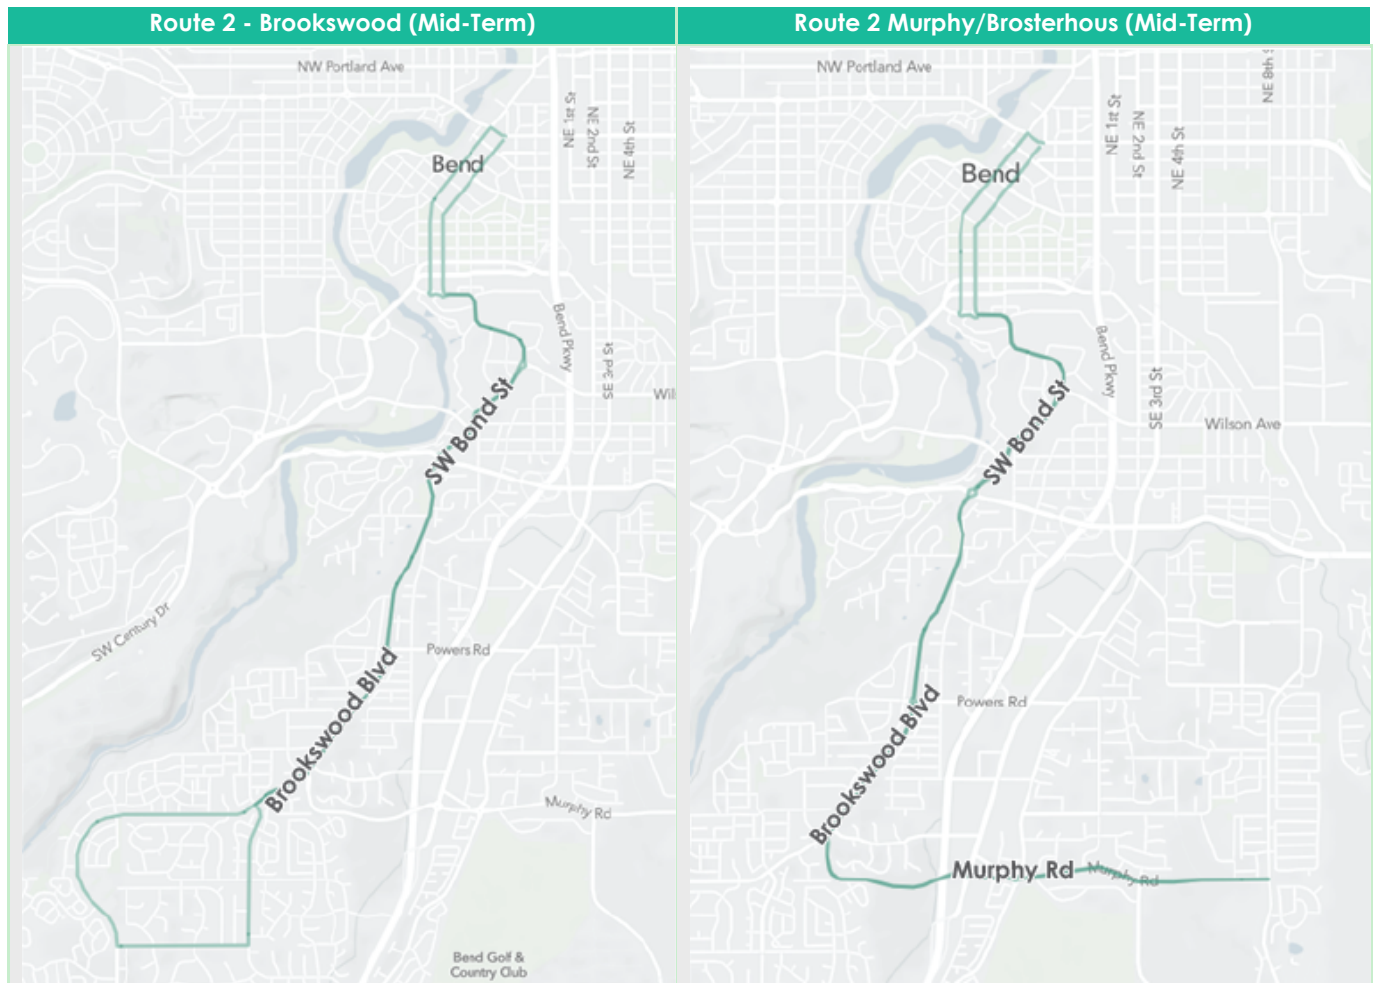 Route 2 - Brookswood (Mid-Term)
Route 2 Murphy/Brosterhous (Mid-Term)
NW Portland Ave
NE 1st St
NE 2nd St
NE 4th St
Bend
Bend Pkwy
SE 3rd St
Wil
SW Bond St
SW Century Dr
Powers Rd
Brookswood Blvd
Murphy Rd
Bend Golf &
Country Club
NW Portland Ave
NE 8th S
NE 1st St
NE 2nd St
NE 4th St
Bend
Bend Pkwy
SE 3rd St
Wilson Ave
SW Bond St
Powers Rd
Brookswood Blvd
Murphy Rd
Murphy Rd